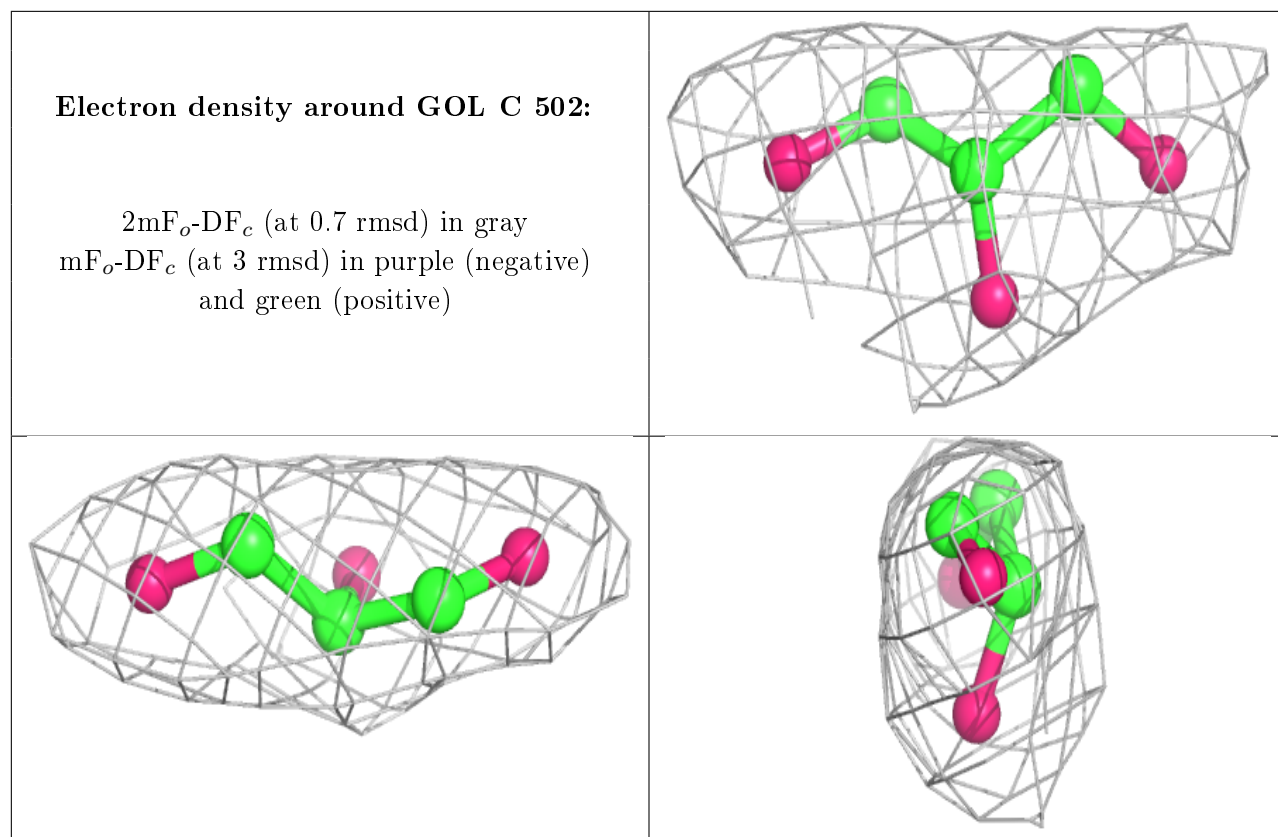 Electron density around GOL C 502:
2mFₒ-DF𝒸 (at 0.7 rmsd) in gray
mFₒ-DF𝒸 (at 3 rmsd) in purple (negative)
and green (positive)